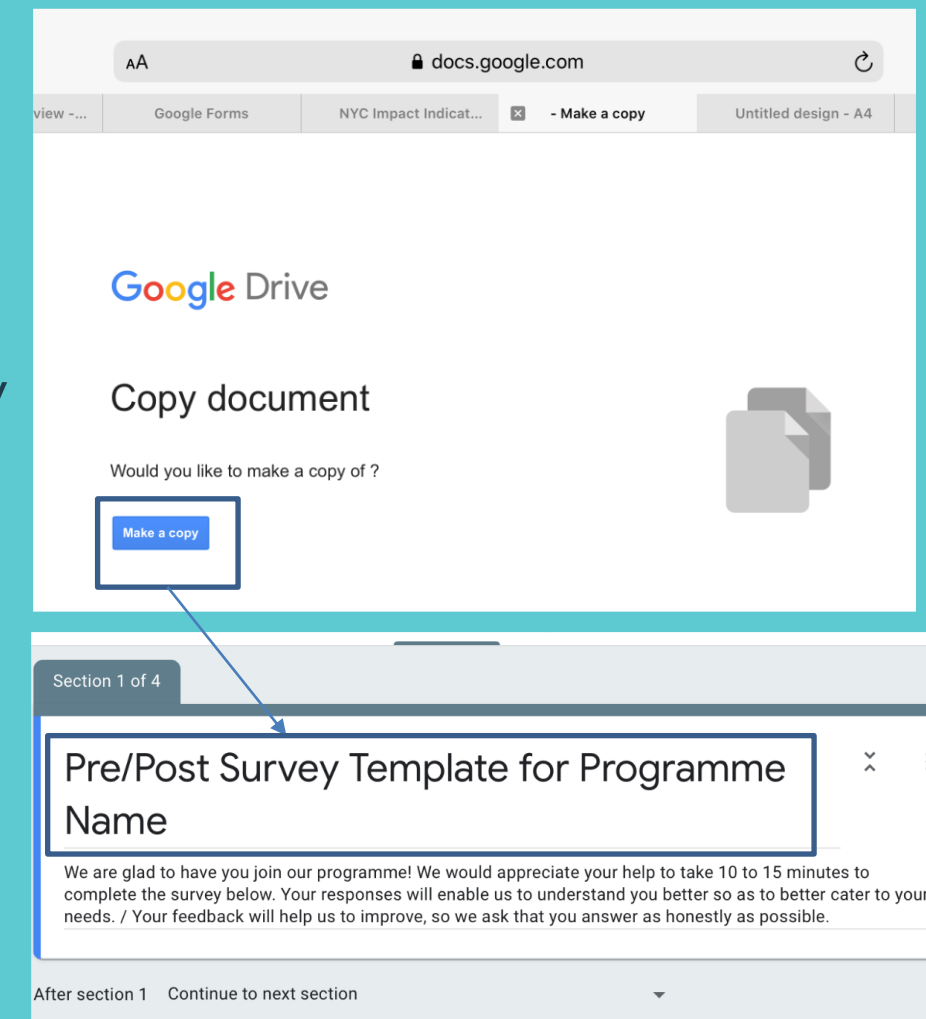 AA docs.google.com
view -... Google Forms NYC Impact Indicat... - Make a copy Untitled design - A4
Google Drive
Copy document
Would you like to make a copy of ?
Make a copy
Section 1 of 4
Pre/Post Survey Template for Programme
Name
We are glad to have you join our programme! We would appreciate your help to take 10 to 15 minutes to
complete the survey below. Your responses will enable us to understand you better so as to better cater to your
needs. / Your feedback will help us to improve, so we ask that you answer as honestly as possible.
After section 1 Continue to next section